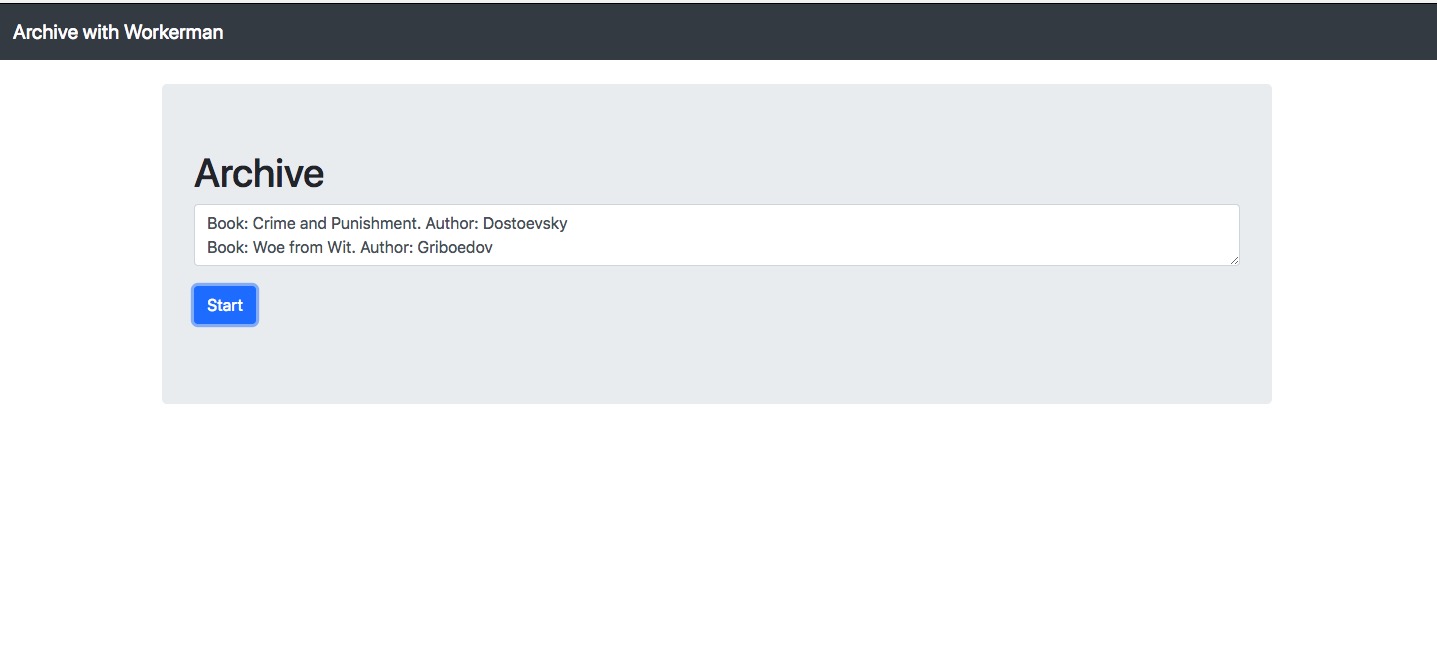 Archive with Workerman
Archive
Book: Crime and Punishment. Author: Dostoevsky
Book: Woe from Wit. Author: Griboedov
Start